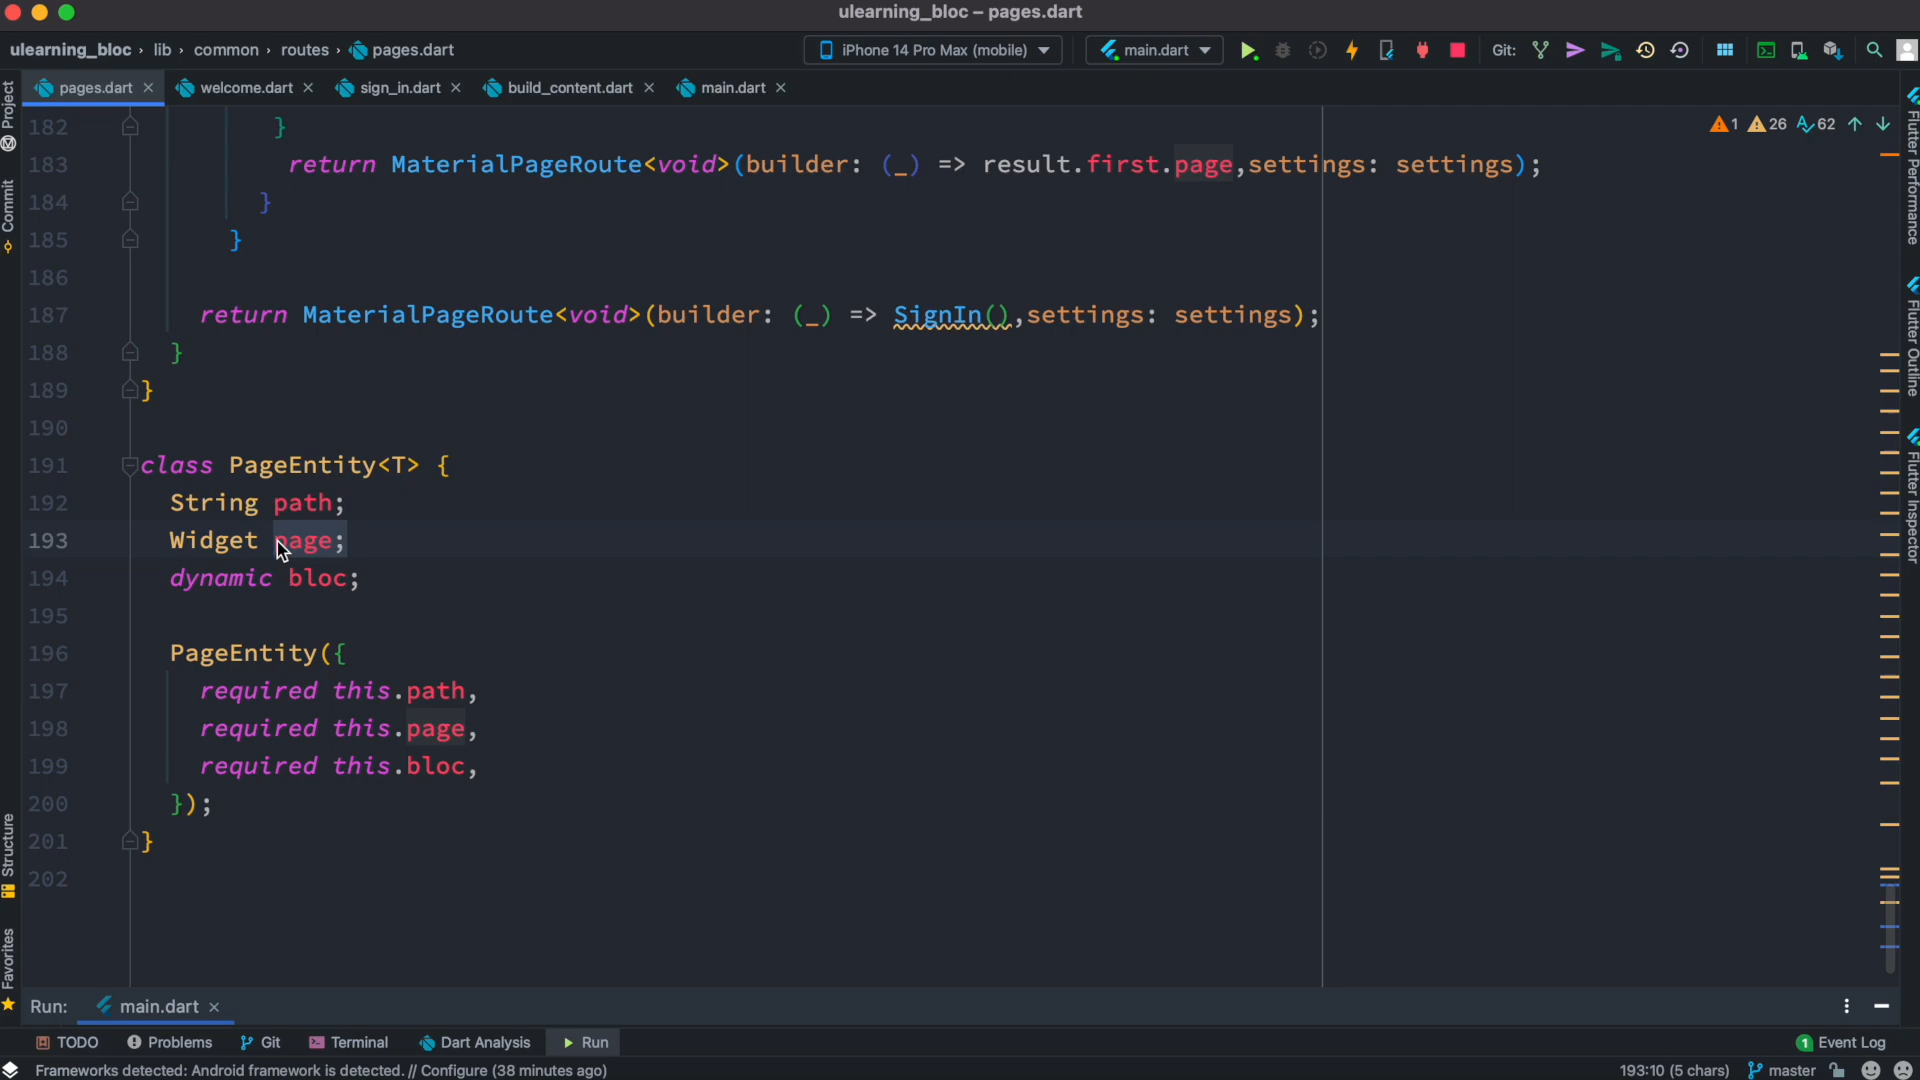 ulearning_bloc – pages.dart
ulearning_bloc › lib › common › routes › pages.dart
iPhone 14 Pro Max (mobile)
main.dart
Git:
pages.dart
welcome.dart
sign_in.dart
build_content.dart
main.dart
1 26 62
182 }
183 return MaterialPageRoute<void>(builder: (_) => result.first.page,settings: settings);
184 }
185 }
186
187 return MaterialPageRoute<void>(builder: (_) => SignIn(),settings: settings);
188 }
189 }
190
191 class PageEntity<T> {
192 String path;
193 Widget page;
194 dynamic bloc;
195
196 PageEntity({
197 required this.path,
198 required this.page,
199 required this.bloc,
200 });
201 }
202
Project
Commit
Structure
Favorites
Flutter Performance
Flutter Outline
Flutter Inspector
Run: main.dart
TODO
Problems
Git
Terminal
Dart Analysis
Run
1 Event Log
Frameworks detected: Android framework is detected. // Configure (38 minutes ago)
193:10 (5 chars)
master